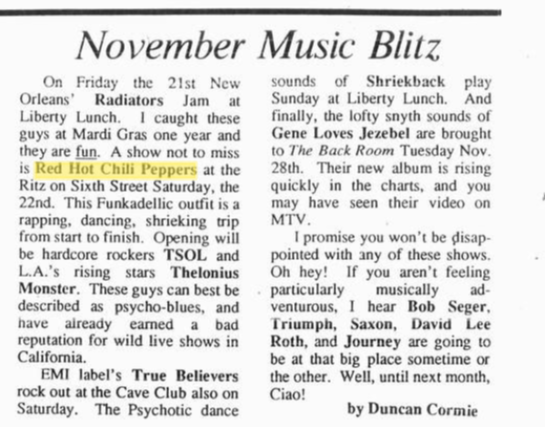 November Music Blitz
On Friday the 21st New
Orleans' Radiators Jam at
Liberty Lunch. I caught these
guys at Mardi Gras one year and
they are fun. A show not to miss
is Red Hot Chili Peppers at the
Ritz on Sixth Street Saturday, the
22nd. This Funkadellic outfit is a
rapping, dancing, shrieking trip
from start to finish. Opening will
be hardcore rockers TSOL and
L.A.'s rising stars Thelonius
Monster. These guys can best be
described as psycho-blues, and
have already earned a bad
reputation for wild live shows in
California.
EMI label's True Believers
rock out at the Cave Club also on
Saturday. The Psychotic dance
sounds of Shriekback play
Sunday at Liberty Lunch. And
finally, the lofty snyth sounds of
Gene Loves Jezebel are brought
to The Back Room Tuesday Nov.
28th. Their new album is rising
quickly in the charts, and you
may have seen their video on
MTV.
I promise you won't be disap-
pointed with any of these shows.
Oh hey! If you aren't feeling
particularly musically ad-
venturous, I hear Bob Seger,
Triumph, Saxon, David Lee
Roth, and Journey are going to
be at that big place sometime or
the other. Well, until next month,
Ciao!
by Duncan Cormie